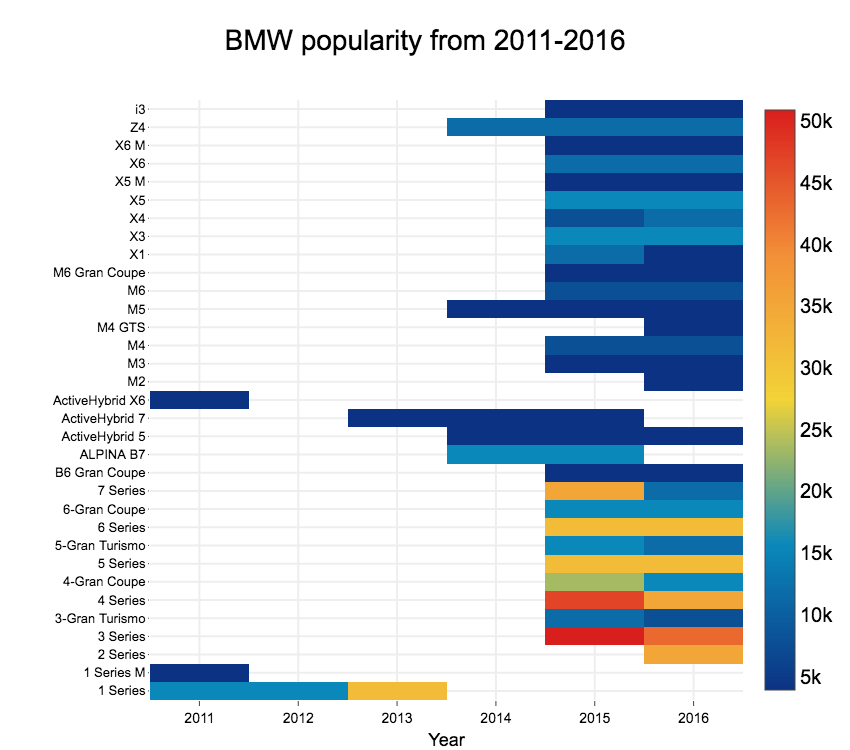 BMW popularity from 2011-2016
i3
Z4
X6 M
X6
X5 M
X5
X4
X3
X1
M6 Gran Coupe
M6
M5
M4 GTS
M4
M3
M2
ActiveHybrid X6
ActiveHybrid 7
ActiveHybrid 5
ALPINA B7
B6 Gran Coupe
7 Series
6-Gran Coupe
6 Series
5-Gran Turismo
5 Series
4-Gran Coupe
4 Series
3-Gran Turismo
3 Series
2 Series
1 Series M
1 Series
2011 2012 2013 2014 2015 2016
Year
50k
45k
40k
35k
30k
25k
20k
15k
10k
5k